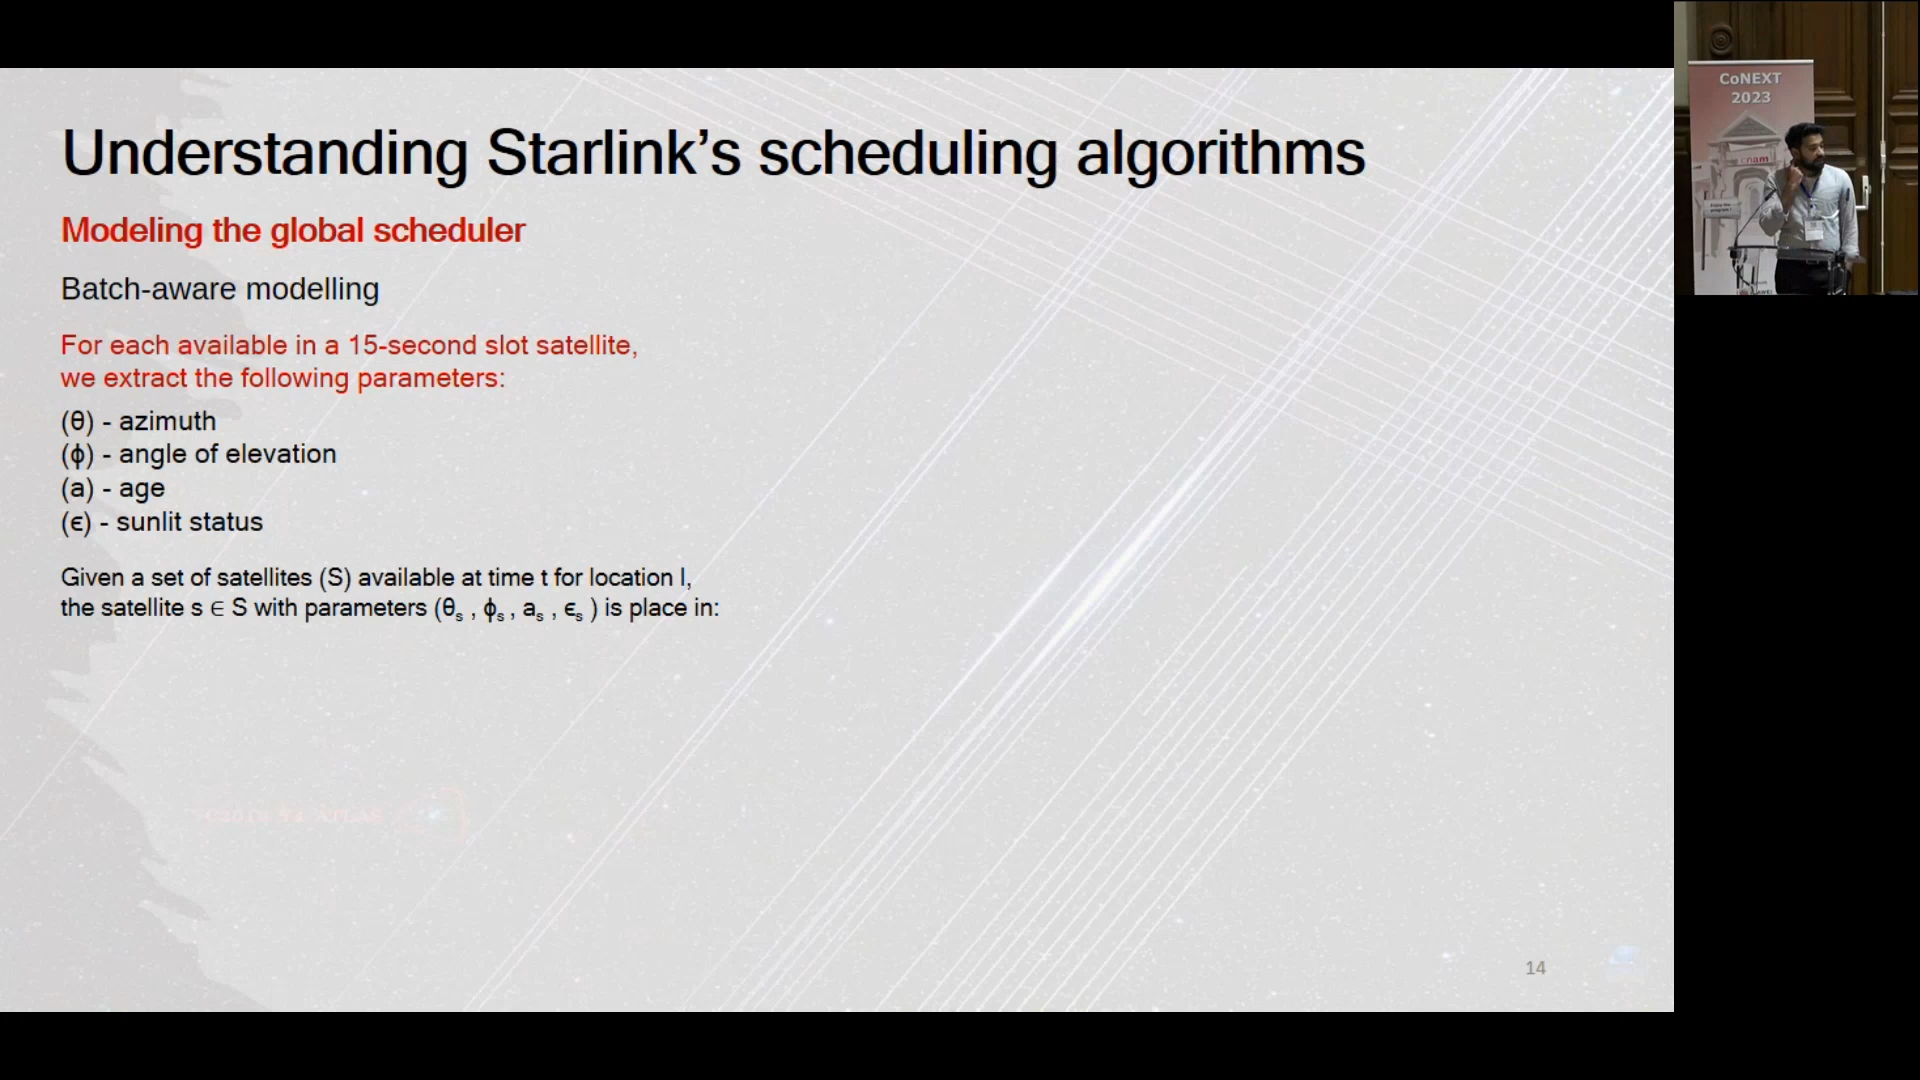 Understanding Starlink’s scheduling algorithms
Modeling the global scheduler
Batch-aware modelling
For each available in a 15-second slot satellite,
we extract the following parameters:
(θ) - azimuth
(ϕ) - angle of elevation
(a) - age
(ϵ) - sunlit status
Given a set of satellites (S) available at time t for location l,
the satellite s ∈ S with parameters (θₛ , ϕₛ , aₛ , ϵₛ ) is place in:
14
CoNEXT
2023
cnam